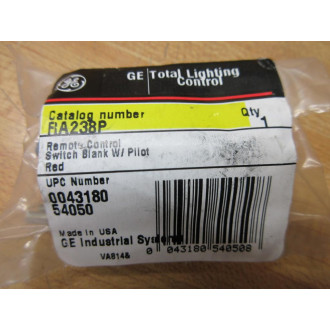 GE Total Lighting
Control
Catalog number
Qty
RA238P
1
Remote Control
Switch Blank W/ Pilot
Red
UPC Number
0043180
54050
Made in USA
GE Industrial Systems
VA8148
0 043180 540508